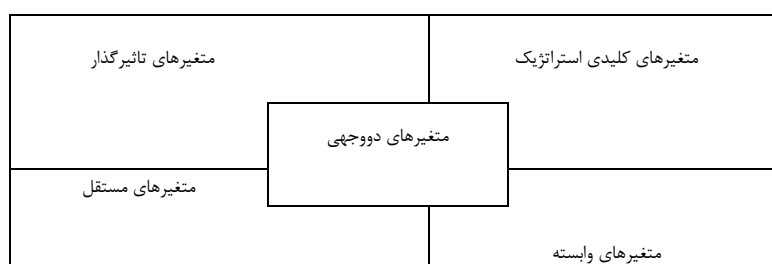 متغیرهای کلیدی استراتژیک
متغیرهای تاثیرگذار
متغیرهای دووجهی
متغیرهای مستقل
متغیرهای وابسته